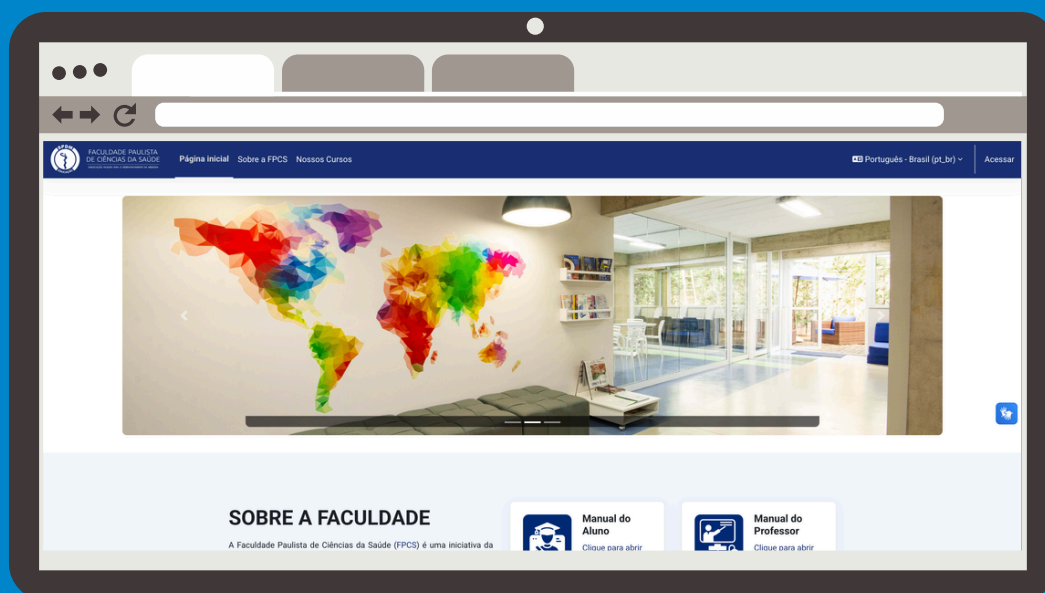 FACULDADE PAULISTA
DE CIÊNCIAS DA SAÚDE
Página inicial Sobre a FPCS Nossos Cursos
Português - Brasil (pt_br)
Acessar
SOBRE A FACULDADE
A Faculdade Paulista de Ciências da Saúde (FPCS) é uma iniciativa da
Manual do
Aluno
Clique para abrir
Manual do
Professor
Clique para abrir